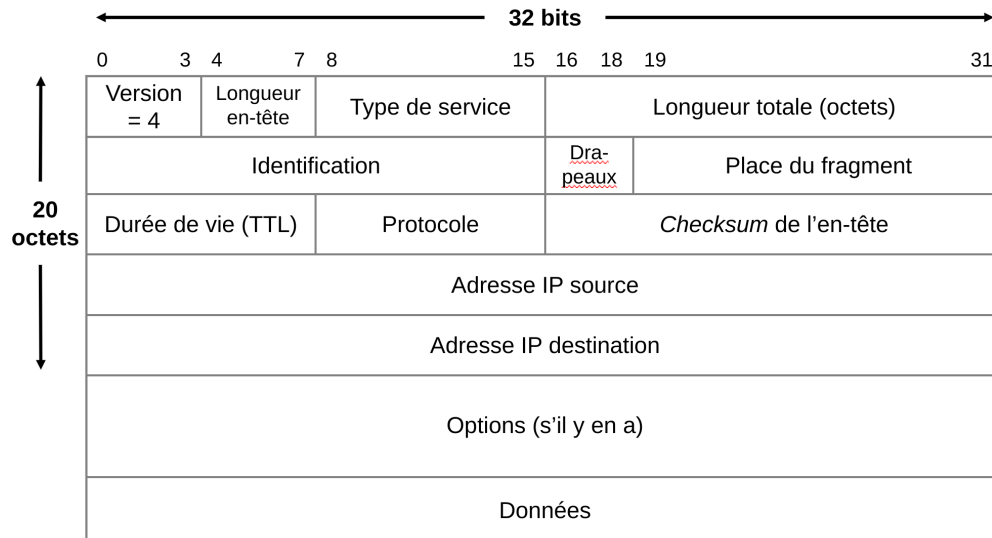 32 bits
0 3 4 7 8 15 16 18 19 31
Version
= 4
Longueur
en-tête
Type de service
Longueur totale (octets)
Identification
Dra-
peaux
Place du fragment
20
octets
Durée de vie (TTL)
Protocole
Checksum de l’en-tête
Adresse IP source
Adresse IP destination
Options (s’il y en a)
Données